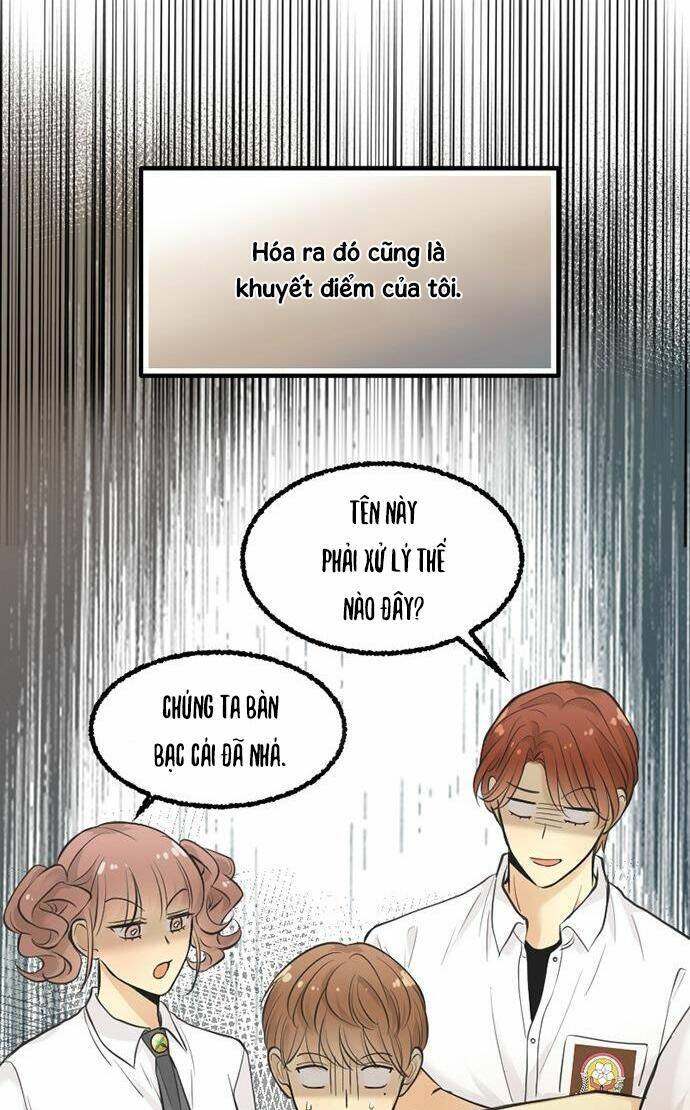 Hóa ra đó cũng là
khuyết điểm của tôi.
TÊN NÀY
PHẢI XỬ LÝ THẾ
NÀO ĐÂY?
CHÚNG TA BÀN
BẠC CÁI ĐÃ NHÁ.